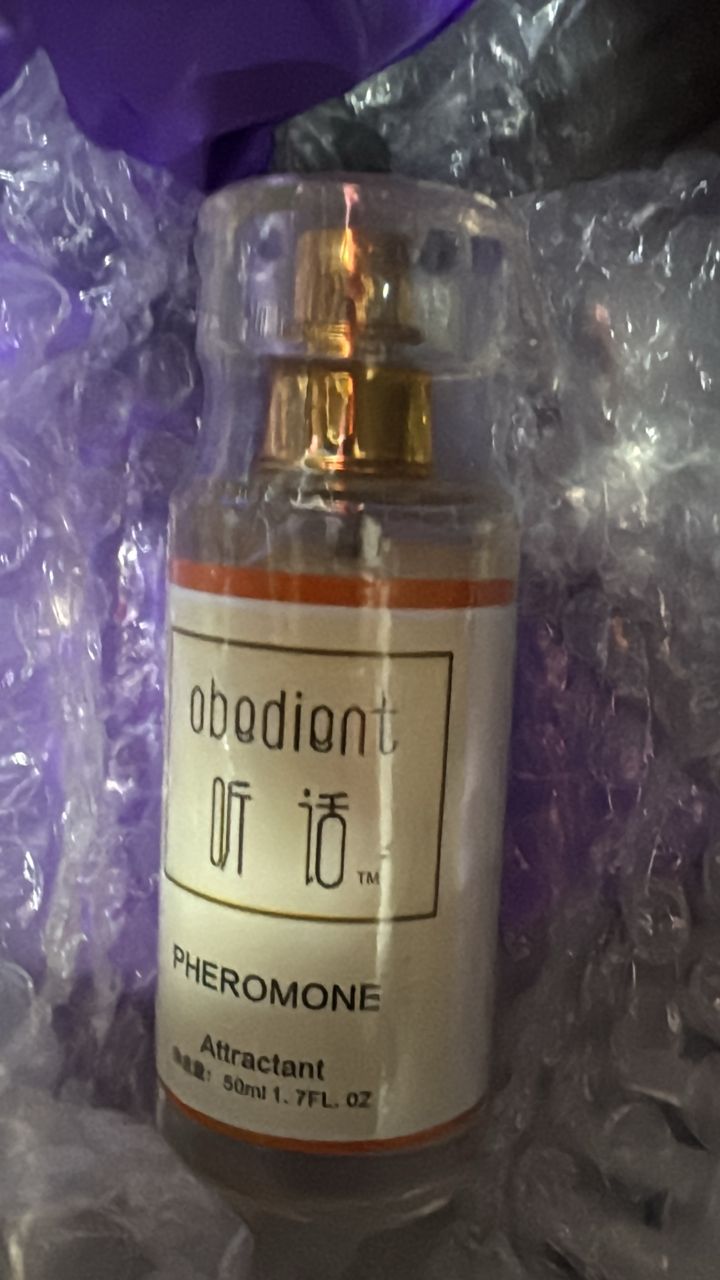 obedient
听话™
PHEROMONE
Attractant
50ml 1. 7FL. OZ